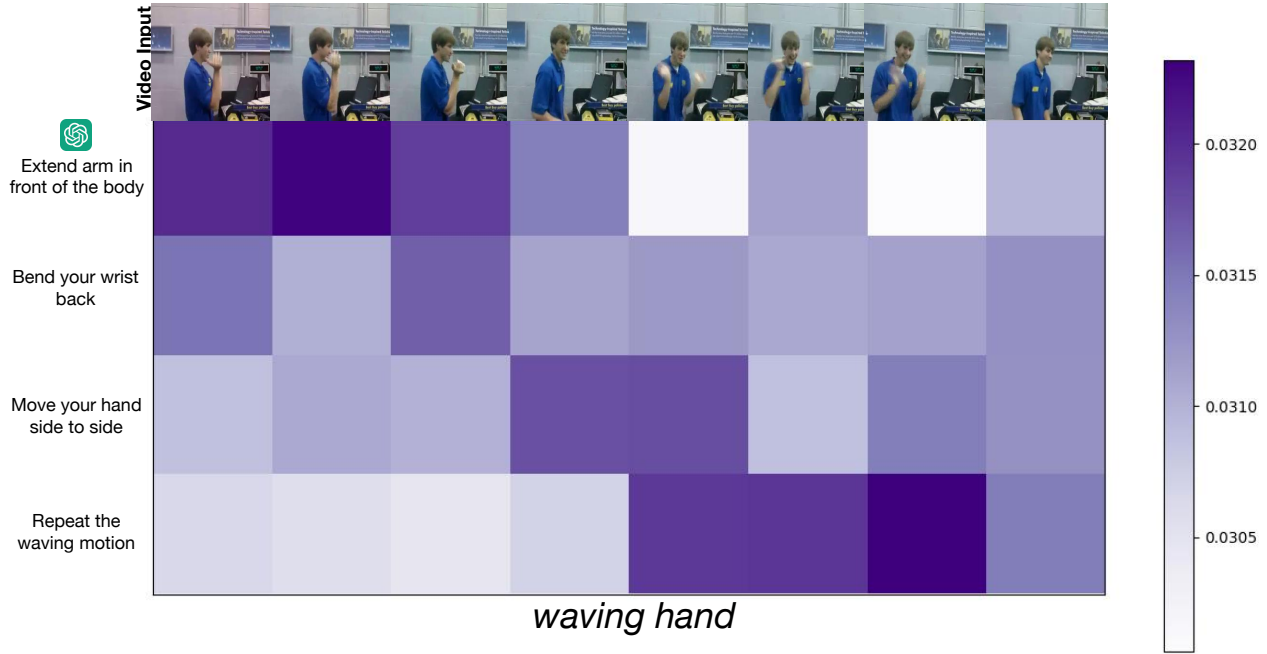 Video Input
Extend arm in
front of the body
Bend your wrist
back
Move your hand
side to side
Repeat the
waving motion
waving hand
0.0320
0.0315
0.0310
0.0305